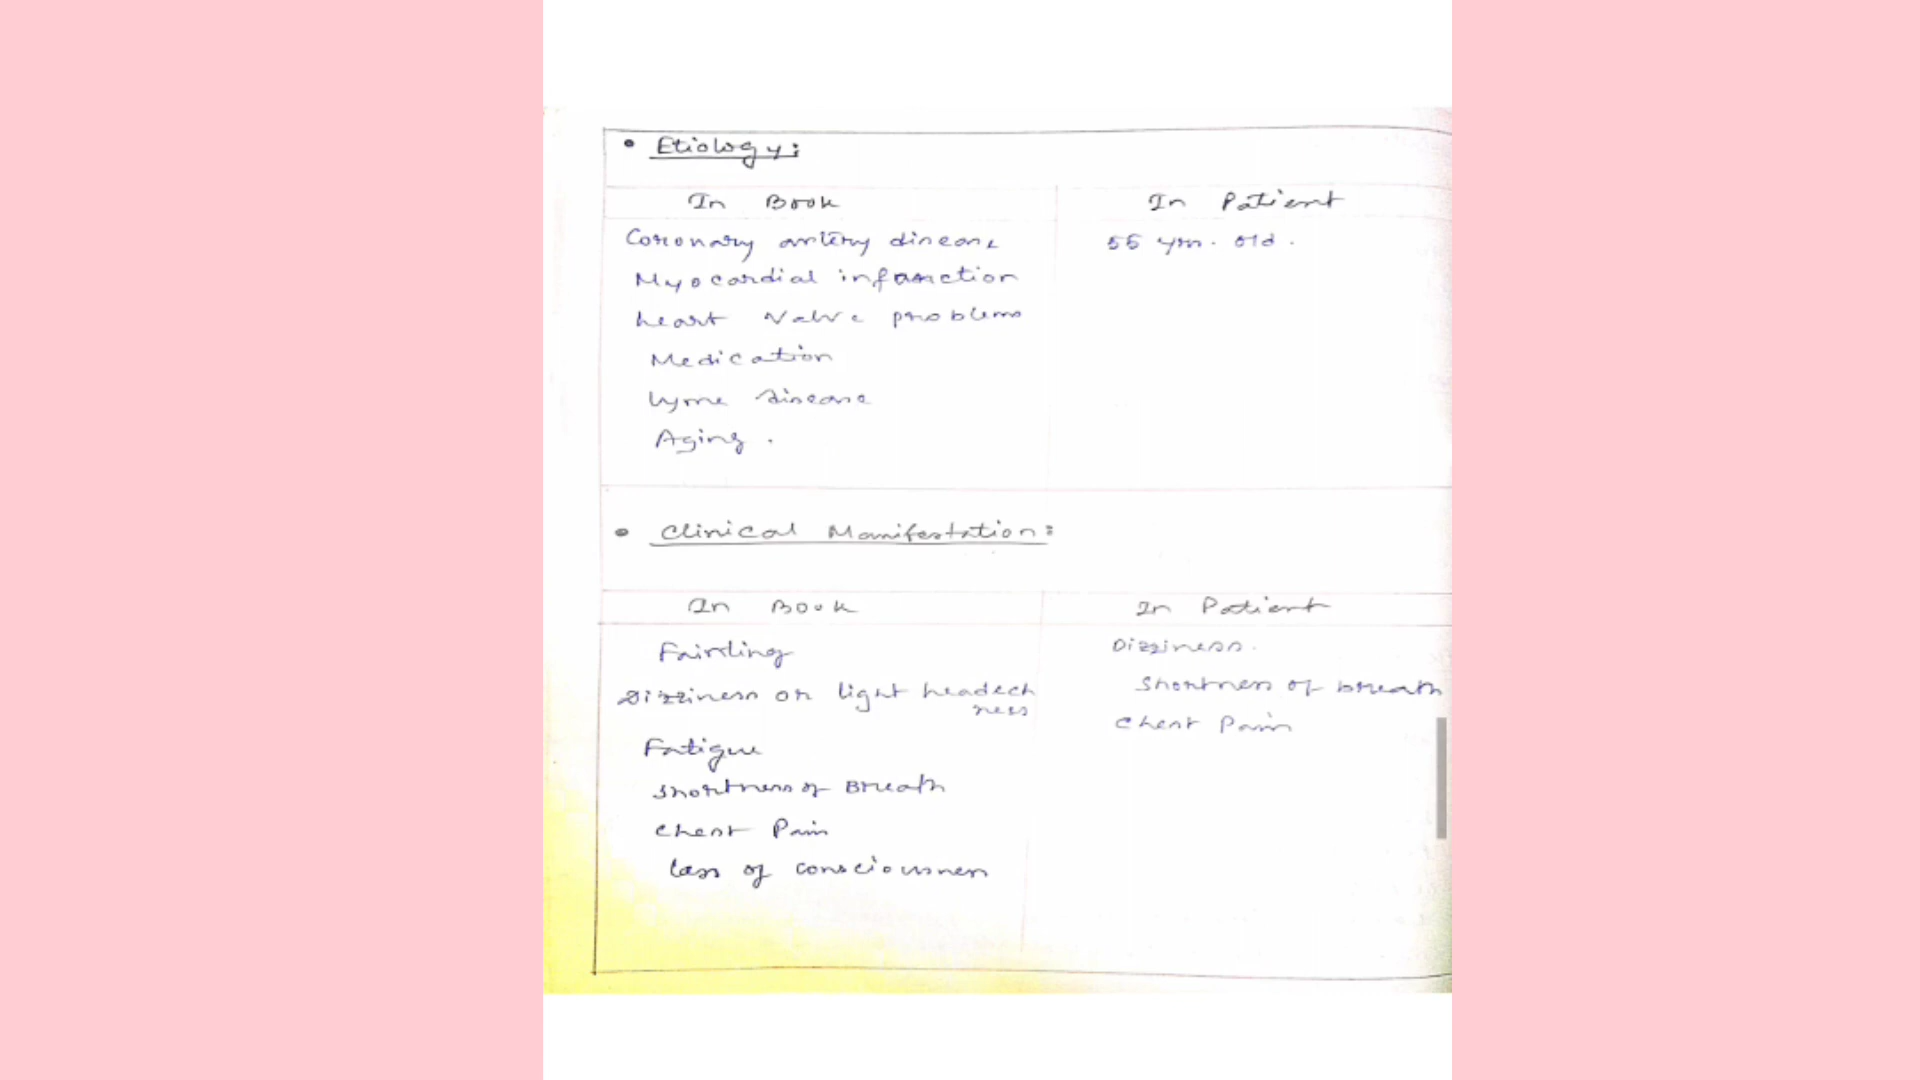 • Etiology:
In Book
In Patient
Coronary artery disease
55 yrs. old.
Myocardial infarction
heart valve problems
Medication
Lyme disease
Aging.
• Clinical Manifestation:
In Book
In Patient
Fainting
Dizziness.
Dizziness or light headech
ness
Shortness of breath
Chest Pain
Fatigue
Shortness of Breath
Chest Pain
Loss of consciousness